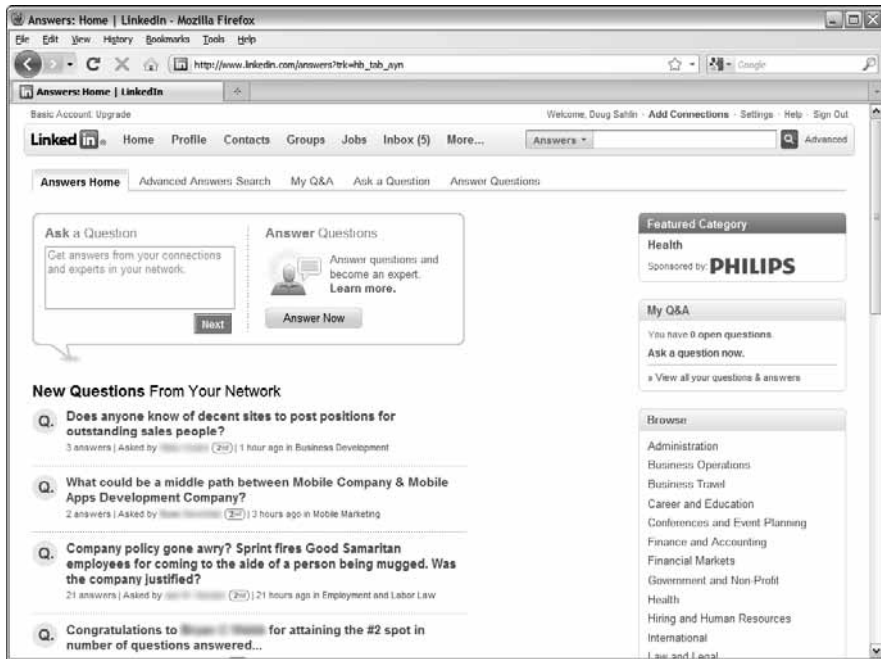 Answers: Home | LinkedIn - Mozilla Firefox
File Edit View History Bookmarks Tools Help
http://www.linkedin.com/answers?trk=hb_tab_ayn
Google
Answers: Home | LinkedIn
Basic Account: Upgrade
Welcome, Doug Sahlin · Add Connections · Settings · Help · Sign Out
Linked in ® Home Profile Contacts Groups Jobs Inbox (5) More... Answers Advanced
Answers Home Advanced Answers Search My Q&A Ask a Question Answer Questions
Ask a Question
Get answers from your connections
and experts in your network.
Next
Answer Questions
Answer questions and
become an expert.
Learn more.
Answer Now
New Questions From Your Network
Q. Does anyone know of decent sites to post positions for
outstanding sales people?
3 answers | Asked by (2nd) | 1 hour ago in Business Development
Q. What could be a middle path between Mobile Company & Mobile
Apps Development Company?
2 answers | Asked by (2nd) | 3 hours ago in Mobile Marketing
Q. Company policy gone awry? Sprint fires Good Samaritan
employees for coming to the aide of a person being mugged. Was
the company justified?
21 answers | Asked by (2nd) | 21 hours ago in Employment and Labor Law
Q. Congratulations to for attaining the #2 spot in
number of questions answered...
Featured Category
Health
Sponsored by: PHILIPS
My Q&A
You have 0 open questions.
Ask a question now.
» View all your questions & answers
Browse
Administration
Business Operations
Business Travel
Career and Education
Conferences and Event Planning
Finance and Accounting
Financial Markets
Government and Non-Profit
Health
Hiring and Human Resources
International
Law and Legal